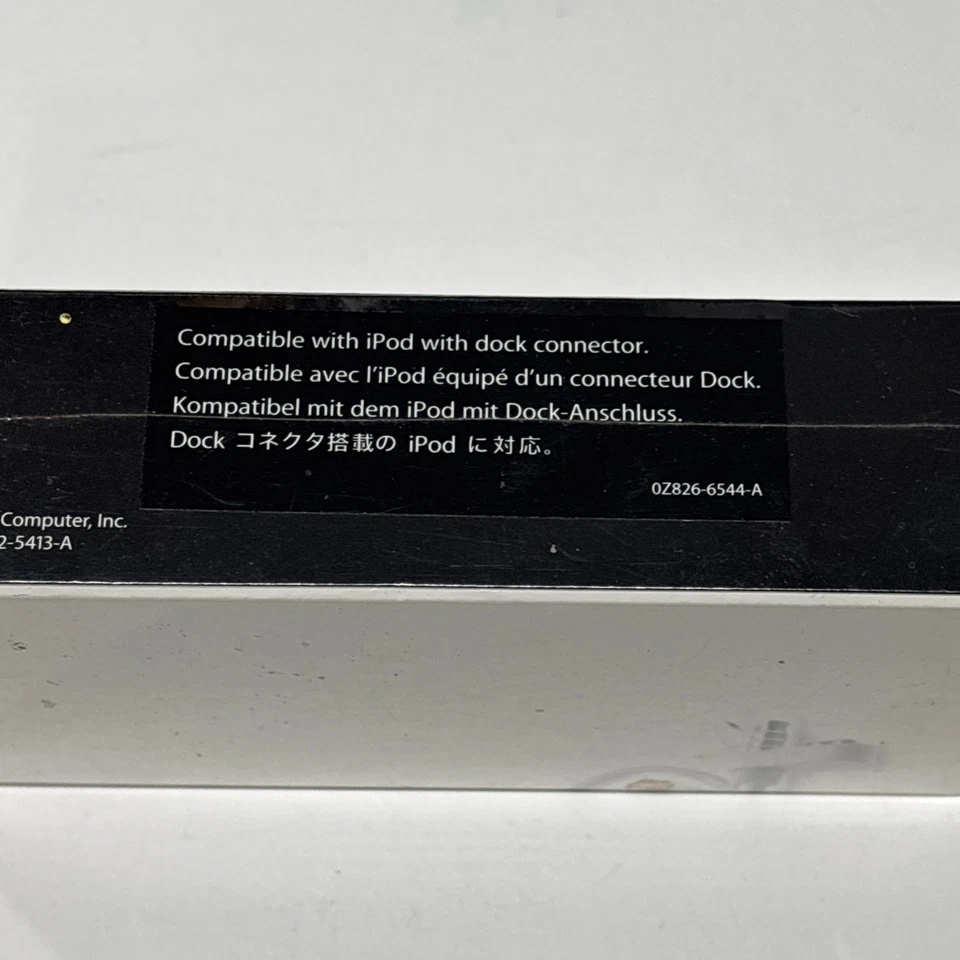 Compatible with iPod with dock connector.
Compatible avec l’iPod équipé d’un connecteur Dock.
Kompatibel mit dem iPod mit Dock-Anschluss.
Dock コネクタ搭載の iPod に対応。
0Z826-6544-A
Computer, Inc.
2-5413-A